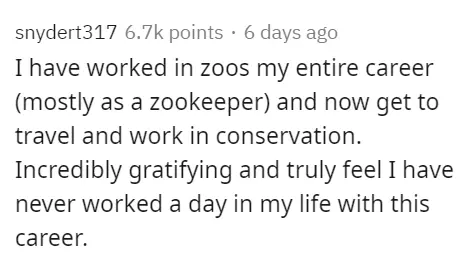 snydert317 6.7k points · 6 days ago
I have worked in zoos my entire career
(mostly as a zookeeper) and now get to
travel and work in conservation.
Incredibly gratifying and truly feel I have
never worked a day in my life with this
career.